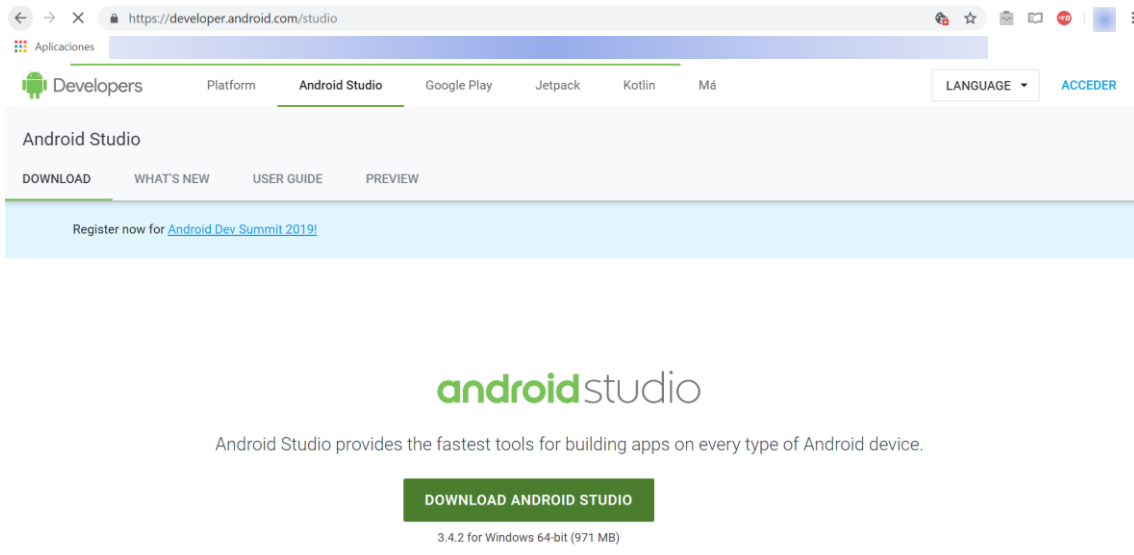 https://developer.android.com/studio
Aplicaciones
Developers Platform Android Studio Google Play Jetpack Kotlin Má LANGUAGE ACCEDER
Android Studio
DOWNLOAD WHAT'S NEW USER GUIDE PREVIEW
Register now for Android Dev Summit 2019!
androidstudio
Android Studio provides the fastest tools for building apps on every type of Android device.
DOWNLOAD ANDROID STUDIO
3.4.2 for Windows 64-bit (971 MB)